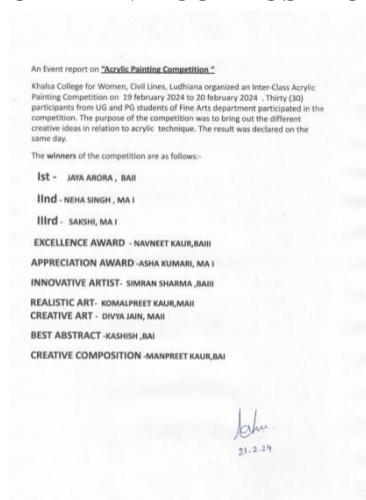 An Event report on "Acrylic Painting Competition "
Khalsa College for Women, Civil Lines, Ludhiana organized an Inter-Class Acrylic
Painting Competition on 19 february 2024 to 20 february 2024 . Thirty (30)
participants from UG and PG students of Fine Arts department participated in the
competition. The purpose of the competition was to bring out the different
creative ideas in relation to acrylic technique. The result was declared on the
same day.
The winners of the competition are as follows:-
Ist - JAYA ARORA , BAII
IInd - NEHA SINGH , MA I
IIIrd - SAKSHI, MA I
EXCELLENCE AWARD - NAVNEET KAUR,BAIII
APPRECIATION AWARD -ASHA KUMARI, MA I
INNOVATIVE ARTIST- SIMRAN SHARMA ,BAIII
REALISTIC ART- KOMALPREET KAUR,MAII
CREATIVE ART - DIVYA JAIN, MAII
BEST ABSTRACT -KASHISH ,BAI
CREATIVE COMPOSITION -MANPREET KAUR,BAI
21.2.24